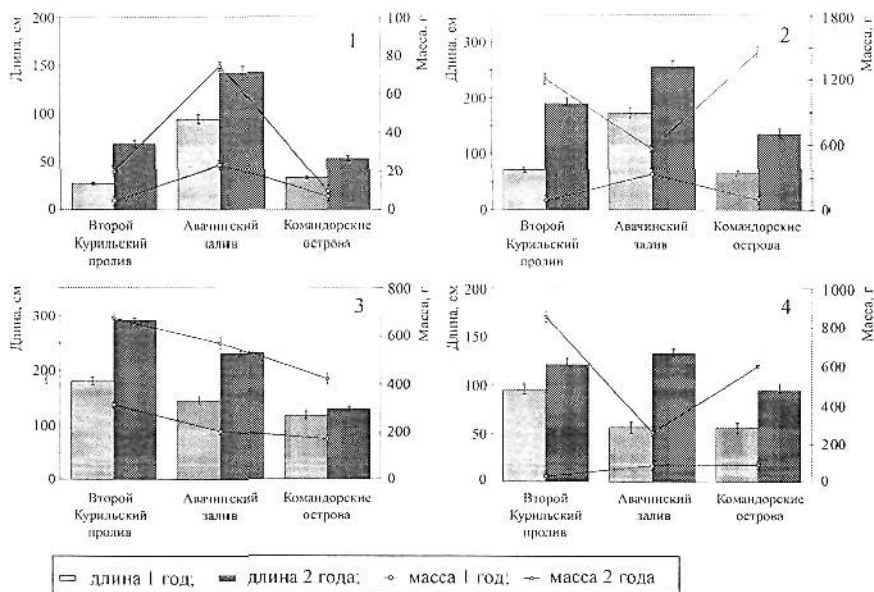 Длина, см
200
150
100
50
0
1
100
80
60
40
20
0
Масса, г
Второй
Курильский
пролив
Авачинский
залив
Командорские
острова
Длина, см
300
200
100
0
2
1800
1200
600
0
Масса, г
Второй
Курильский
пролив
Авачинский
залив
Командорские
острова
Длина, см
300
200
100
0
3
800
600
400
200
0
Масса, г
Второй
Курильский
пролив
Авачинский
залив
Командорские
острова
Длина, см
200
150
100
50
0
4
1000
800
600
400
200
0
Масса, г
Второй
Курильский
пролив
Авачинский
залив
Командорские
острова
длина 1 год; длина 2 года; масса 1 год; масса 2 года